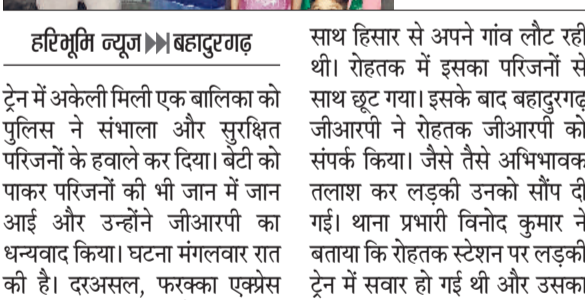 हरिभूमि न्यूज▶▶|बहादुरगढ़
ट्रेन में अकेली मिली एक बालिका को
पुलिस ने संभाला और सुरक्षित
परिजनों के हवाले कर दिया। बेटी को
पाकर परिजनों की भी जान में जान
आई और उन्होंने जीआरपी का
धन्यवाद किया। घटना मंगलवार रात
की है। दरअसल, फरक्का एक्प्रेस
साथ हिसार से अपने गांव लौट रही
थी। रोहतक में इसका परिजनों से
साथ छूट गया। इसके बाद बहादुरगढ़
जीआरपी ने रोहतक जीआरपी को
संपर्क किया। जैसे तैसे अभिभावक
तलाश कर लड़की उनको सौंप दी
गई। थाना प्रभारी विनोद कुमार ने
बताया कि रोहतक स्टेशन पर लड़की
ट्रेन में सवार हो गई थी और उसका